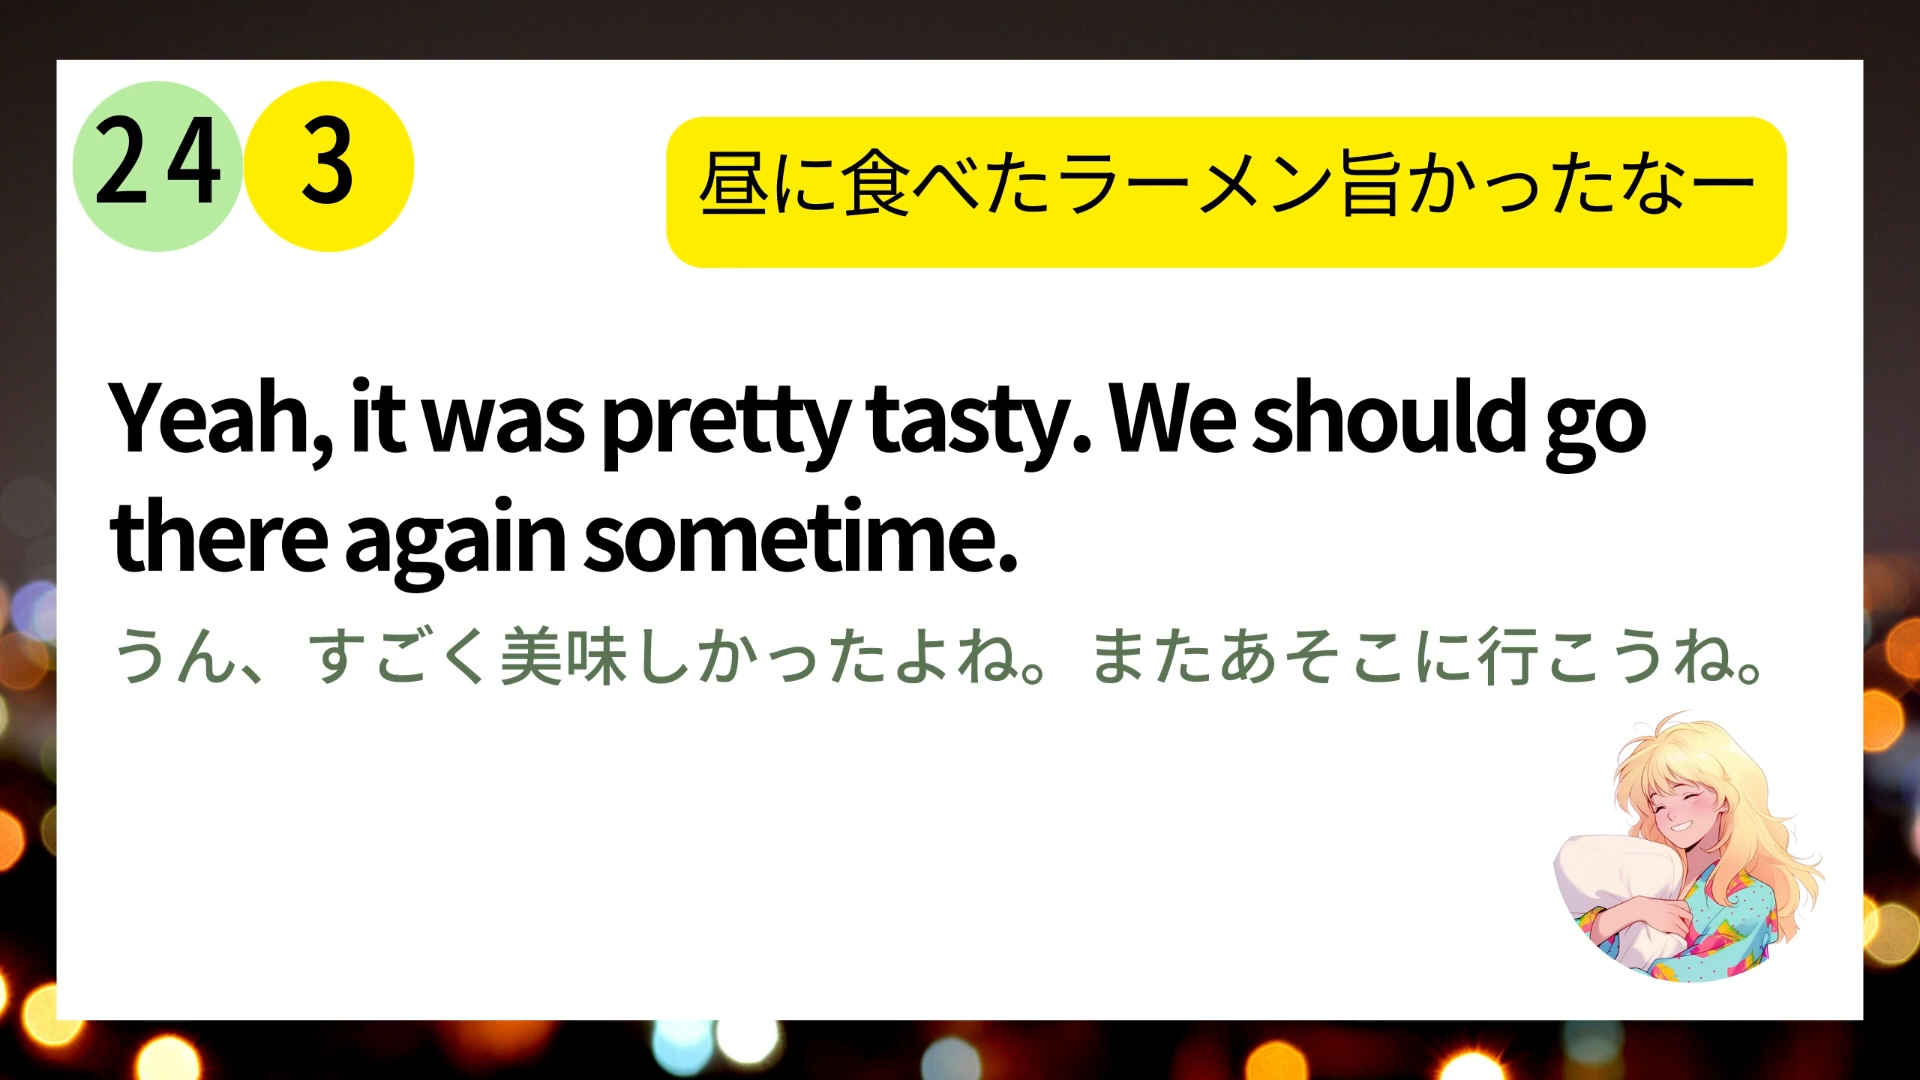 24 3
昼に食べたラーメン旨かったなー
Yeah, it was pretty tasty. We should go
there again sometime.
うん、すごく美味しかったよね。またあそこに行こうね。